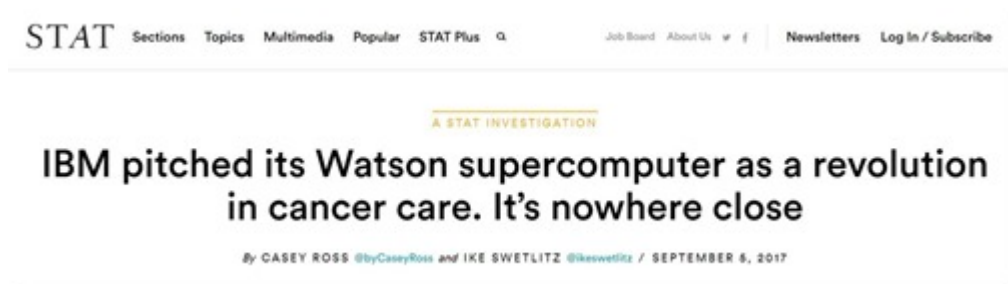 STAT Sections Topics Multimedia Popular STAT Plus Job Board About Us Newsletters Log In / Subscribe
A STAT INVESTIGATION
IBM pitched its Watson supercomputer as a revolution
in cancer care. It's nowhere close
By CASEY ROSS @byCaseyRoss and IKE SWETLITZ @ikeswetlitz / SEPTEMBER 5, 2017